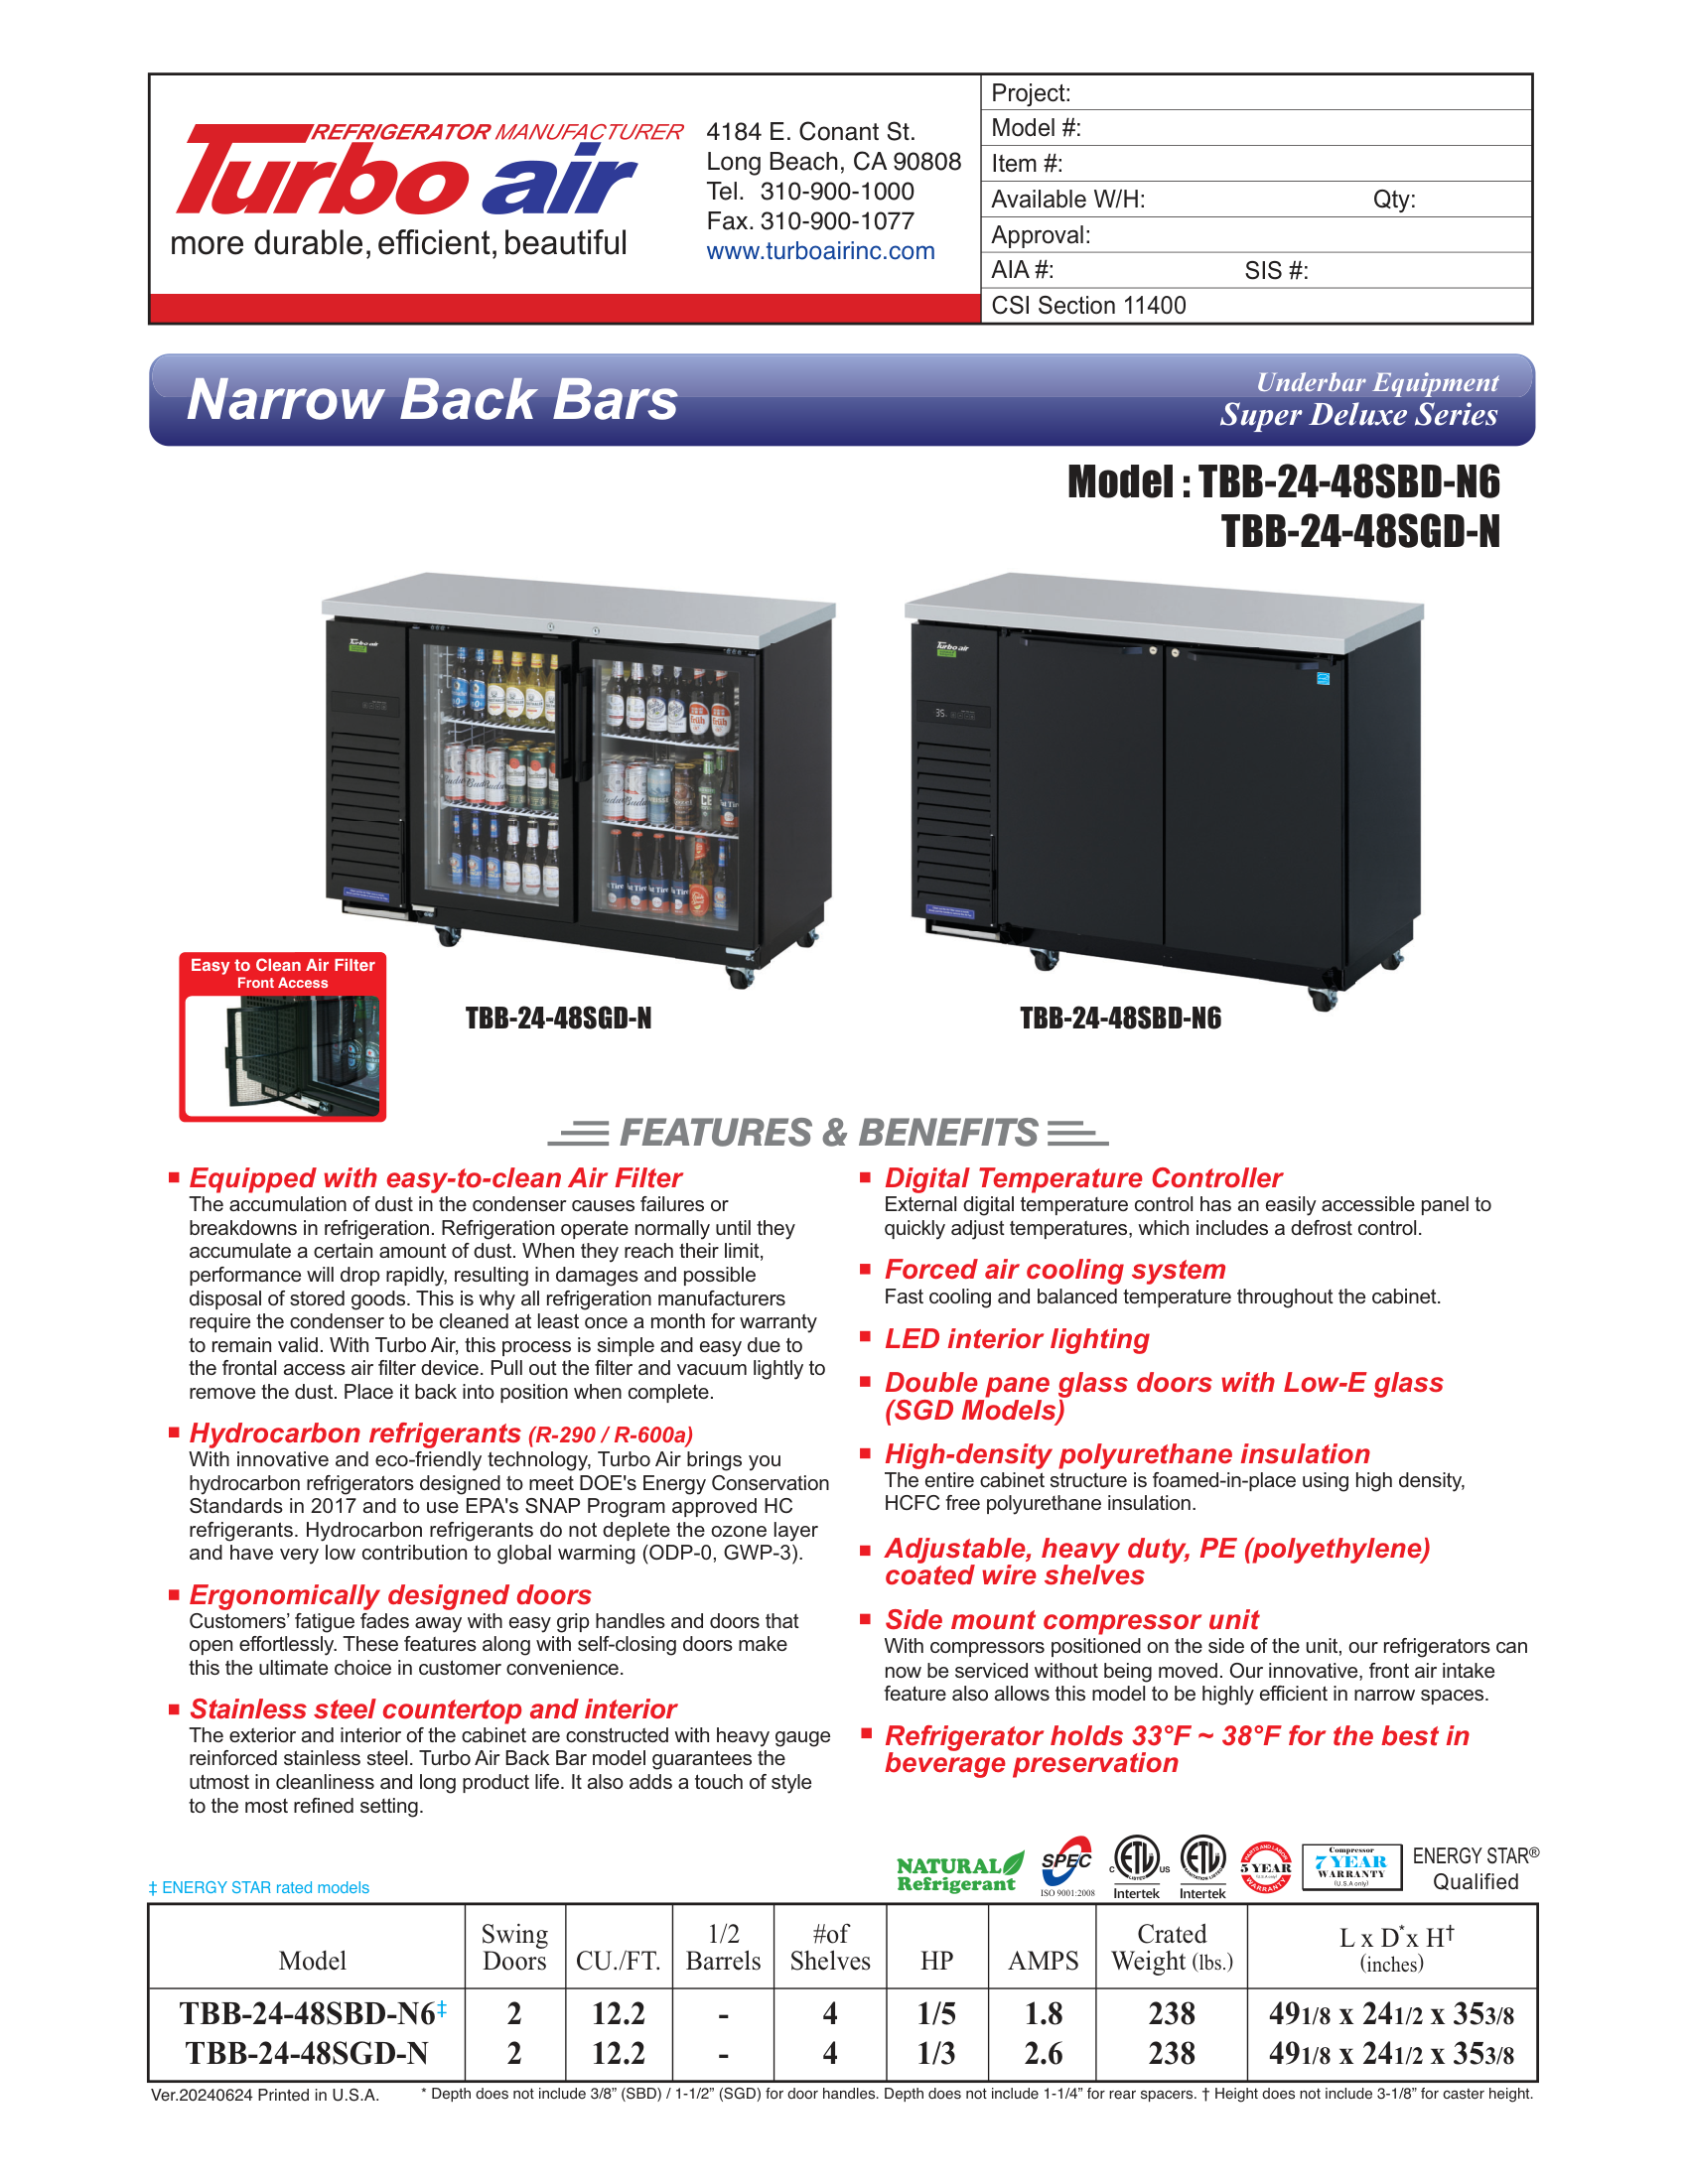 REFRIGERATOR MANUFACTURER
Turbo air
more durable, efficient, beautiful
4184 E. Conant St.
Long Beach, CA 90808
Tel. 310-900-1000
Fax. 310-900-1077
www.turboairinc.com
Project:
Model #:
Item #:
Available W/H: Qty:
Approval:
AIA #: SIS #:
CSI Section 11400
Narrow Back Bars
Underbar Equipment
Super Deluxe Series
Model : TBB-24-48SBD-N6
TBB-24-48SGD-N
Easy to Clean Air Filter
Front Access
TBB-24-48SGD-N
TBB-24-48SBD-N6
FEATURES & BENEFITS
Equipped with easy-to-clean Air Filter
The accumulation of dust in the condenser causes failures or
breakdowns in refrigeration. Refrigeration operate normally until they
accumulate a certain amount of dust. When they reach their limit,
performance will drop rapidly, resulting in damages and possible
disposal of stored goods. This is why all refrigeration manufacturers
require the condenser to be cleaned at least once a month for warranty
to remain valid. With Turbo Air, this process is simple and easy due to
the frontal access air filter device. Pull out the filter and vacuum lightly to
remove the dust. Place it back into position when complete.
Hydrocarbon refrigerants (R-290 / R-600a)
With innovative and eco-friendly technology, Turbo Air brings you
hydrocarbon refrigerators designed to meet DOE's Energy Conservation
Standards in 2017 and to use EPA's SNAP Program approved HC
refrigerants. Hydrocarbon refrigerants do not deplete the ozone layer
and have very low contribution to global warming (ODP-0, GWP-3).
Ergonomically designed doors
Customers' fatigue fades away with easy grip handles and doors that
open effortlessly. These features along with self-closing doors make
this the ultimate choice in customer convenience.
Stainless steel countertop and interior
The exterior and interior of the cabinet are constructed with heavy gauge
reinforced stainless steel. Turbo Air Back Bar model guarantees the
utmost in cleanliness and long product life. It also adds a touch of style
to the most refined setting.
Digital Temperature Controller
External digital temperature control has an easily accessible panel to
quickly adjust temperatures, which includes a defrost control.
Forced air cooling system
Fast cooling and balanced temperature throughout the cabinet.
LED interior lighting
Double pane glass doors with Low-E glass
(SGD Models)
High-density polyurethane insulation
The entire cabinet structure is foamed-in-place using high density,
HCFC free polyurethane insulation.
Adjustable, heavy duty, PE (polyethylene)
coated wire shelves
Side mount compressor unit
With compressors positioned on the side of the unit, our refrigerators can
now be serviced without being moved. Our innovative, front air intake
feature also allows this model to be highly efficient in narrow spaces.
Refrigerator holds 33°F ~ 38°F for the best in
beverage preservation
NATURAL
Refrigerant
SPEC
ISO 9001:2008
C ETL US
LISTED
Intertek
ETL
Intertek
PARTS AND LABOR
5 YEAR
(U.S.A only)
WARRANTY
Compressor
7 YEAR
WARRANTY
(U.S.A only)
ENERGY STAR®
Qualified
‡ ENERGY STAR rated models
Model Swing Doors CU./FT. 1/2 Barrels #of Shelves HP AMPS Crated Weight (lbs.) L x D* x H† (inches)
TBB-24-48SBD-N6‡ 2 12.2 - 4 1/5 1.8 238 49 1/8 x 24 1/2 x 35 3/8
TBB-24-48SGD-N 2 12.2 - 4 1/3 2.6 238 49 1/8 x 24 1/2 x 35 3/8
Ver.20240624 Printed in U.S.A. * Depth does not include 3/8” (SBD) / 1-1/2” (SGD) for door handles. Depth does not include 1-1/4” for rear spacers. † Height does not include 3-1/8” for caster height.